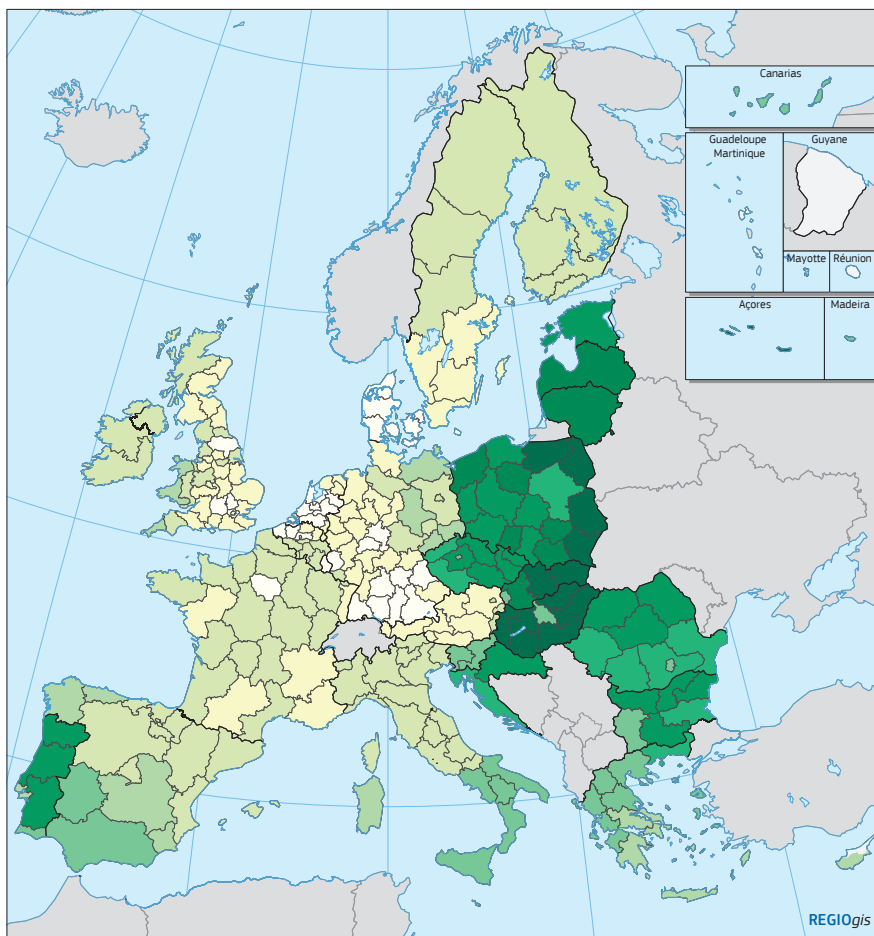 Canarias
Guadeloupe
Martinique
Guyane
Mayotte
Réunion
Açores
Madeira
REGIOgis